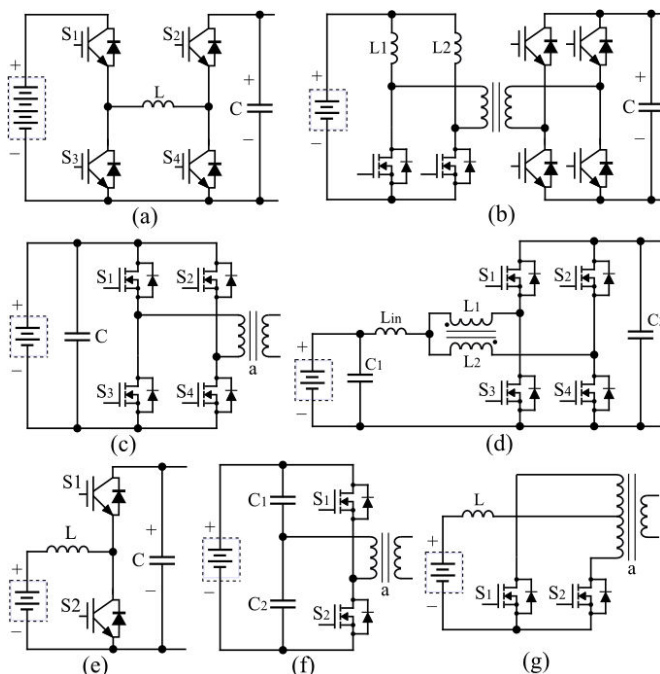 S1 S2
+ L + C
S3 S4
− −
(a)
L1 L2
+ + C
− −
(b)
+ S1 S2
C
− S3 S4 a
(c)
S1 S2
Lin L1
+ C1 L2 C
− S3 S4
(d)
S1
L + C
+ S2 −
−
(e)
C1 S1
+
− C2 S2 a
(f)
L
+
− S1 S2 a
(g)